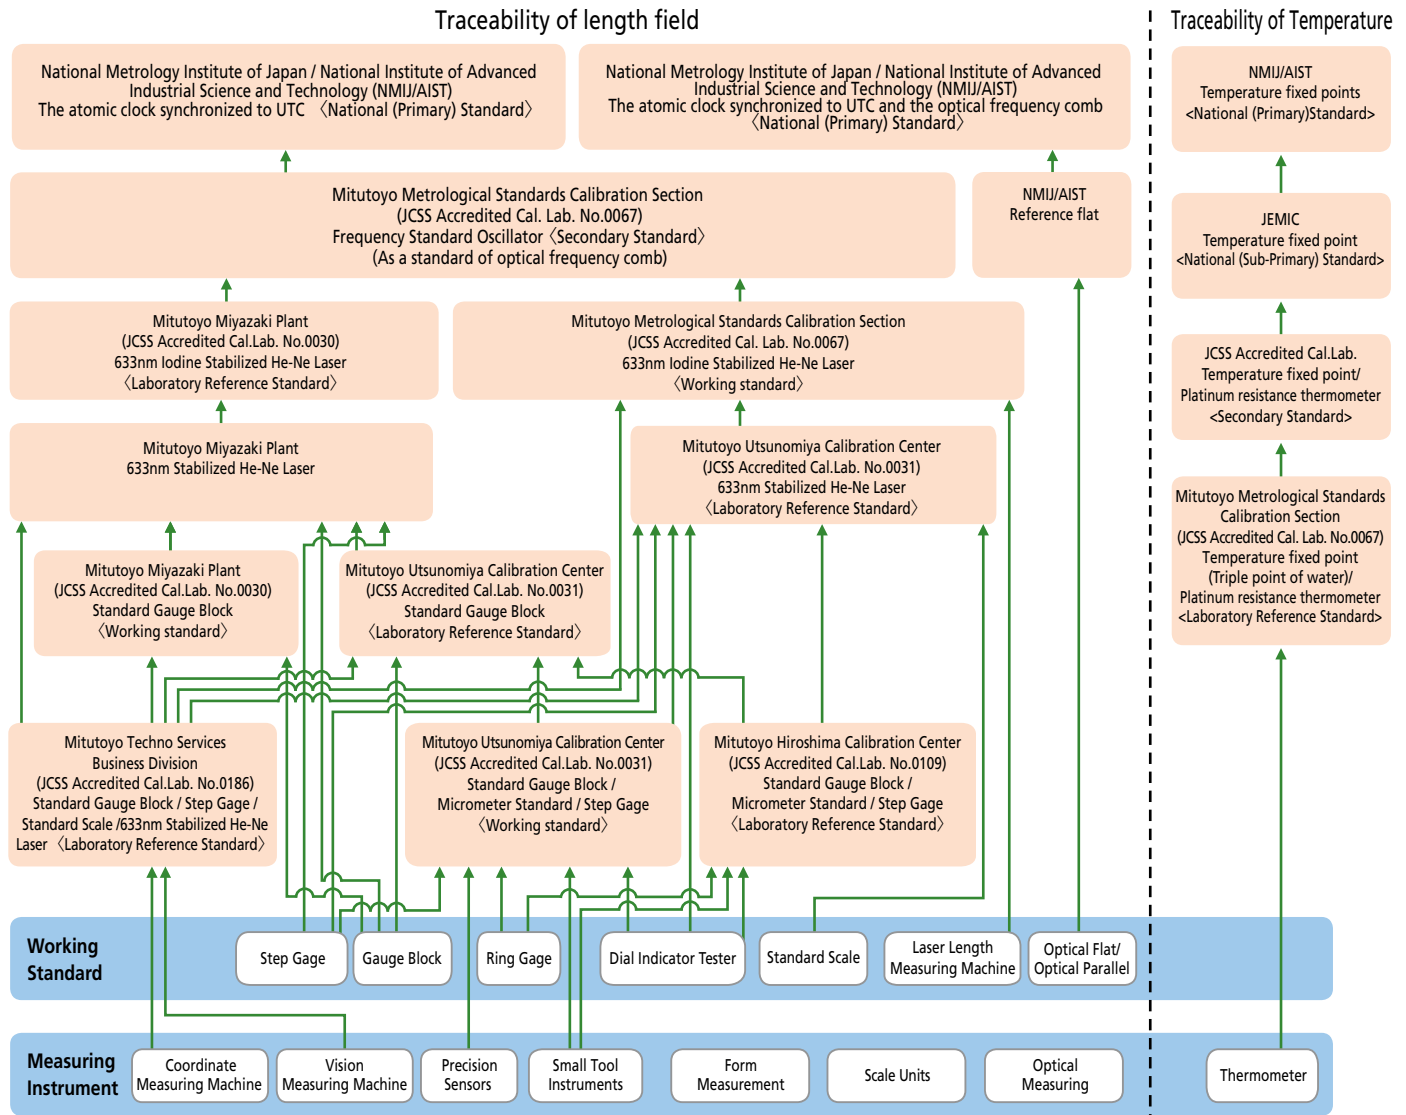 Traceability of length field
Traceability of Temperature
National Metrology Institute of Japan / National Institute of Advanced
Industrial Science and Technology (NMIJ/AIST)
The atomic clock synchronized to UTC 〈National (Primary) Standard〉
National Metrology Institute of Japan / National Institute of Advanced
Industrial Science and Technology (NMIJ/AIST)
The atomic clock synchronized to UTC and the optical frequency comb
〈National (Primary) Standard〉
NMIJ/AIST
Temperature fixed points
<National (Primary)Standard>
Mitutoyo Metrological Standards Calibration Section
(JCSS Accredited Cal. Lab. No.0067)
Frequency Standard Oscillator 〈Secondary Standard〉
(As a standard of optical frequency comb)
NMIJ/AIST
Reference flat
JEMIC
Temperature fixed point
<National (Sub-Primary) Standard>
Mitutoyo Miyazaki Plant
(JCSS Accredited Cal.Lab. No.0030)
633nm Iodine Stabilized He-Ne Laser
〈Laboratory Reference Standard〉
Mitutoyo Metrological Standards Calibration Section
(JCSS Accredited Cal. Lab. No.0067)
633nm Iodine Stabilized He-Ne Laser
〈Working standard〉
JCSS Accredited Cal.Lab.
Temperature fixed point/
Platinum resistance thermometer
<Secondary Standard>
Mitutoyo Miyazaki Plant
633nm Stabilized He-Ne Laser
Mitutoyo Utsunomiya Calibration Center
(JCSS Accredited Cal.Lab. No.0031)
633nm Stabilized He-Ne Laser
〈Laboratory Reference Standard〉
Mitutoyo Metrological Standards
Calibration Section
(JCSS Accredited Cal. Lab. No.0067)
Temperature fixed point
(Triple point of water)/
Platinum resistance thermometer
<Laboratory Reference Standard>
Mitutoyo Miyazaki Plant
(JCSS Accredited Cal.Lab. No.0030)
Standard Gauge Block
〈Working standard〉
Mitutoyo Utsunomiya Calibration Center
(JCSS Accredited Cal.Lab. No.0031)
Standard Gauge Block
〈Laboratory Reference Standard〉
Mitutoyo Techno Services
Business Division
(JCSS Accredited Cal.Lab. No.0186)
Standard Gauge Block / Step Gage /
Standard Scale /633nm Stabilized He-Ne
Laser 〈Laboratory Reference Standard〉
Mitutoyo Utsunomiya Calibration Center
(JCSS Accredited Cal.Lab. No.0031)
Standard Gauge Block /
Micrometer Standard / Step Gage
〈Working standard〉
Mitutoyo Hiroshima Calibration Center
(JCSS Accredited Cal.Lab. No.0109)
Standard Gauge Block /
Micrometer Standard / Step Gage
〈Laboratory Reference Standard〉
Working
Standard
Step Gage
Gauge Block
Ring Gage
Dial Indicator Tester
Standard Scale
Laser Length
Measuring Machine
Optical Flat/
Optical Parallel
Measuring
Instrument
Coordinate
Measuring Machine
Vision
Measuring Machine
Precision
Sensors
Small Tool
Instruments
Form
Measurement
Scale Units
Optical
Measuring
Thermometer